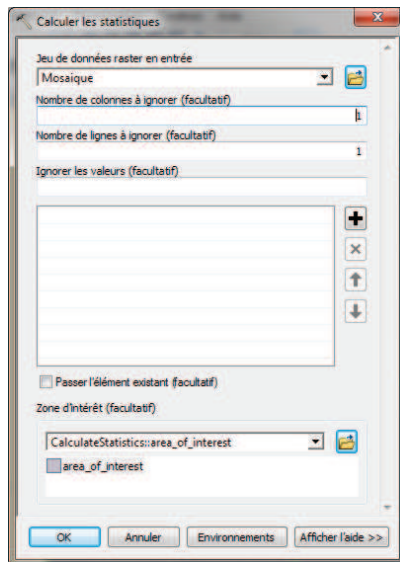 Calculer les statistiques
Jeu de données raster en entrée
Mosaique
Nombre de colonnes à ignorer (facultatif)
1
Nombre de lignes à ignorer (facultatif)
1
Ignorer les valeurs (facultatif)
Passer l'élément existant (facultatif)
Zone d'intérêt (facultatif)
CalculateStatistics::area_of_interest
area_of_interest
OK Annuler Environnements Afficher l'aide >>